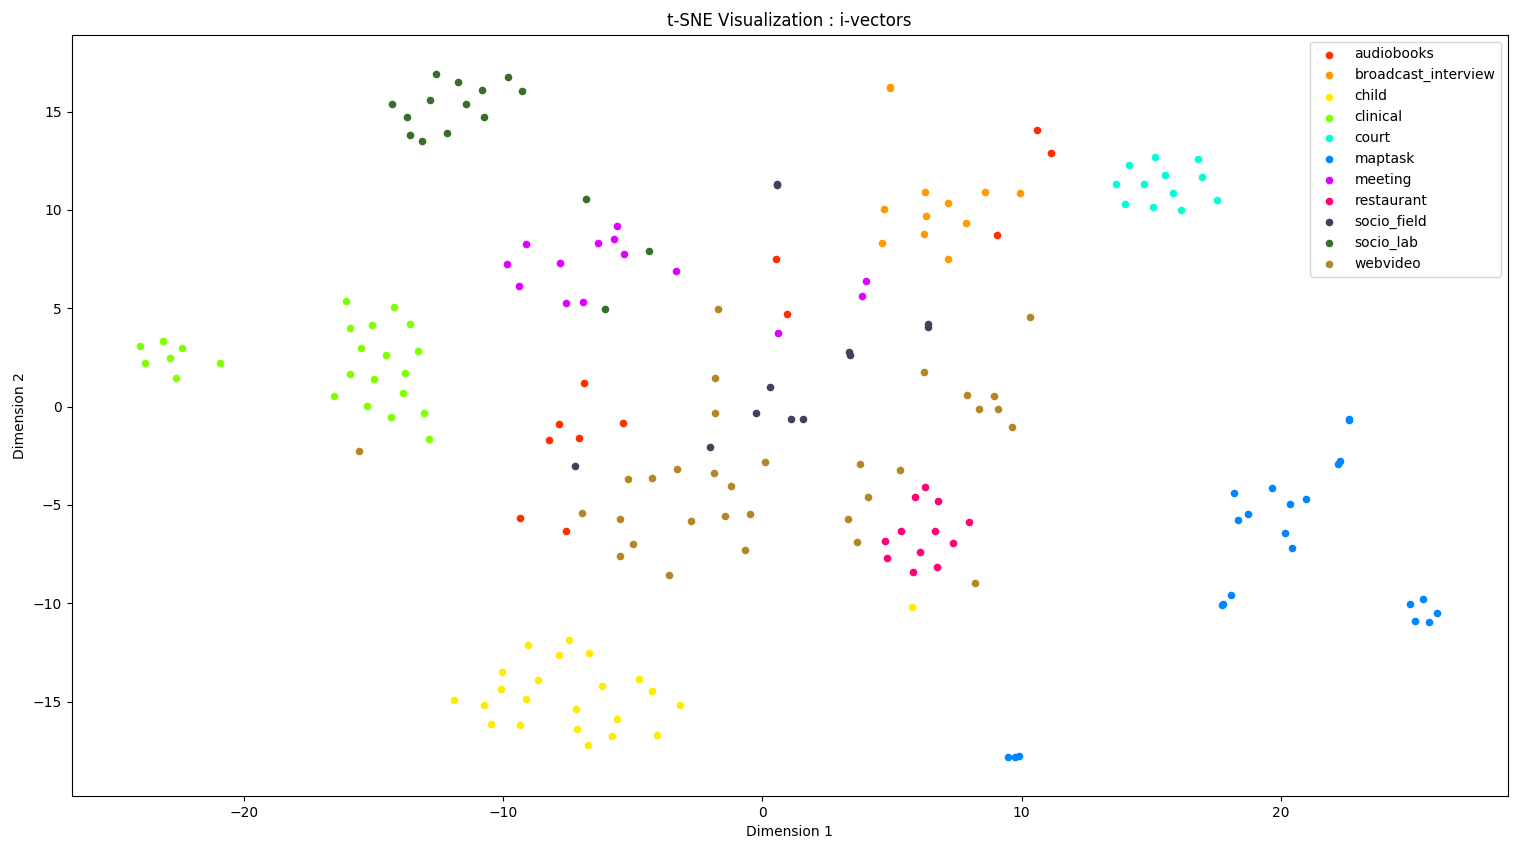 t-SNE Visualization : i-vectors
audiobooks
broadcast_interview
child
clinical
court
maptask
meeting
restaurant
socio_field
socio_lab
webvideo
15
10
5
0
−5
−10
−15
Dimension 2
−20
−10
0
10
20
Dimension 1